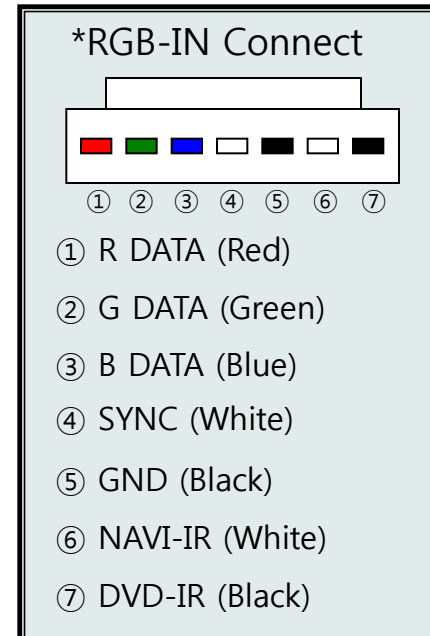 *RGB-IN Connect
① ② ③ ④ ⑤ ⑥ ⑦
① R DATA (Red)
② G DATA (Green)
③ B DATA (Blue)
④ SYNC (White)
⑤ GND (Black)
⑥ NAVI-IR (White)
⑦ DVD-IR (Black)